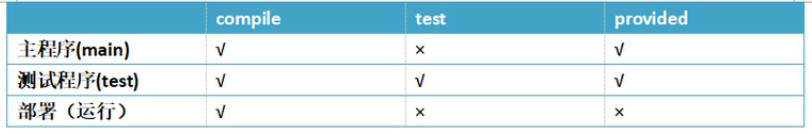 compile test provided
主程序(main) √ × √
测试程序(test) √ √ √
部署（运行） √ × ×